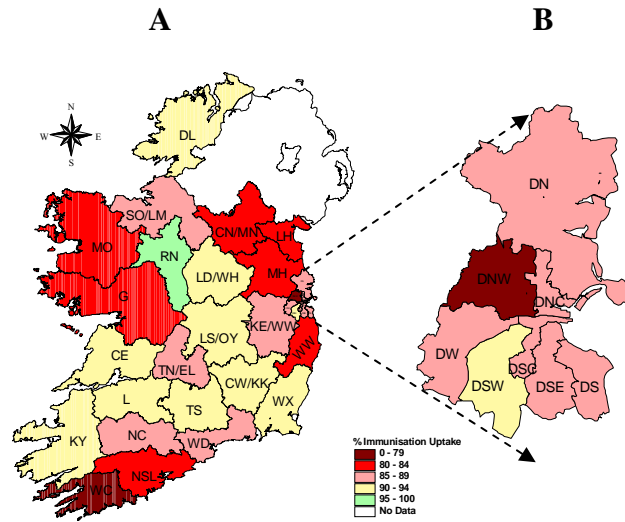 A
B
N
W E
S
DL
SO/LM
MO
RN
CN/MN
LH
MH
LD/WH
G
KE/WW
LS/OY
WW
CE
TN/EL
CW/KK
L
TS
WX
KY
NC
WD
NSL
WC
DN
DNW
DNC
DW
DSW
DSC
DSE
DS
% Immunisation Uptake
0 - 79
80 - 84
85 - 89
90 - 94
95 - 100
No Data